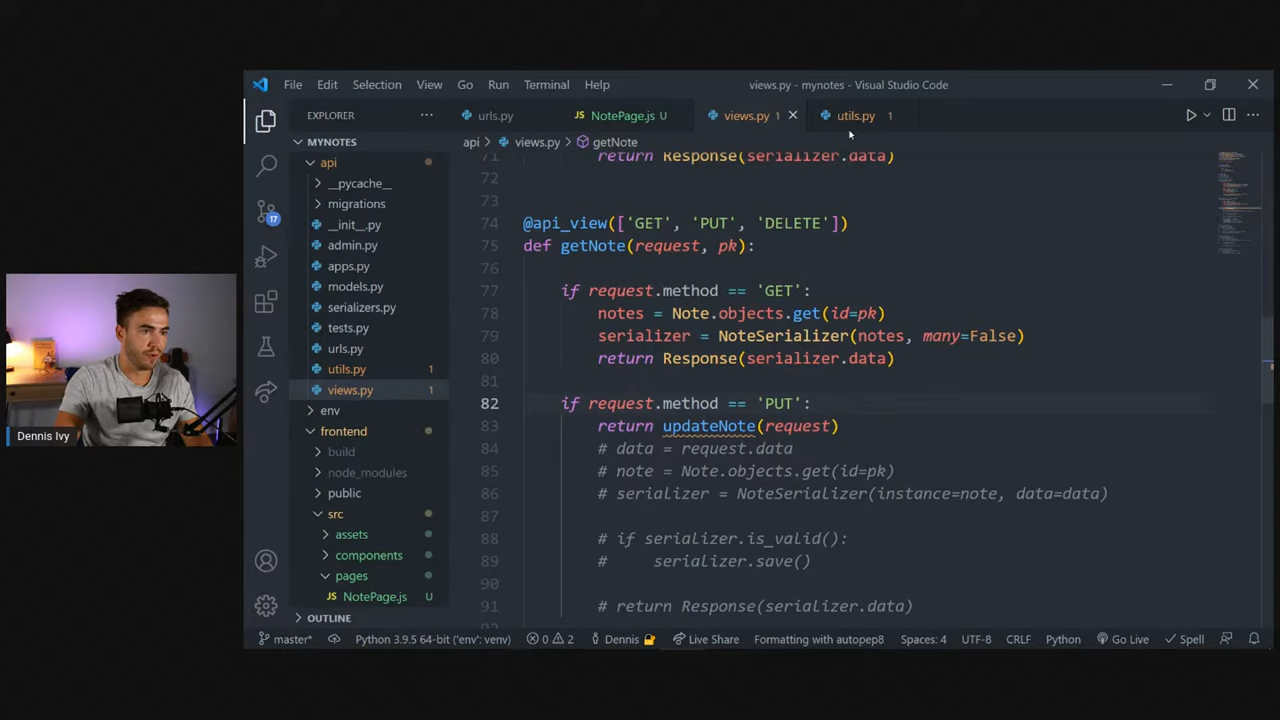 File Edit Selection View Go Run Terminal Help
views.py - mynotes - Visual Studio Code
EXPLORER
urls.py
JS NotePage.js U
views.py 1
utils.py 1
MYNOTES
api
__pycache__
migrations
__init__.py
admin.py
apps.py
models.py
serializers.py
tests.py
urls.py
utils.py 1
views.py 1
env
frontend
build
node_modules
public
src
assets
components
pages
JS NotePage.js U
OUTLINE
17
api > views.py > getNote
71 return Response(serializer.data)
72
73
74 @api_view(['GET', 'PUT', 'DELETE'])
75 def getNote(request, pk):
76
77 if request.method == 'GET':
78 notes = Note.objects.get(id=pk)
79 serializer = NoteSerializer(notes, many=False)
80 return Response(serializer.data)
81
82 if request.method == 'PUT':
83 return updateNote(request)
84 # data = request.data
85 # note = Note.objects.get(id=pk)
86 # serializer = NoteSerializer(instance=note, data=data)
87
88 # if serializer.is_valid():
89 # serializer.save()
90
91 # return Response(serializer.data)
Dennis Ivy
master* Python 3.9.5 64-bit ('env': venv) 0 2 Dennis Live Share Formatting with autopep8 Spaces: 4 UTF-8 CRLF Python Go Live Spell